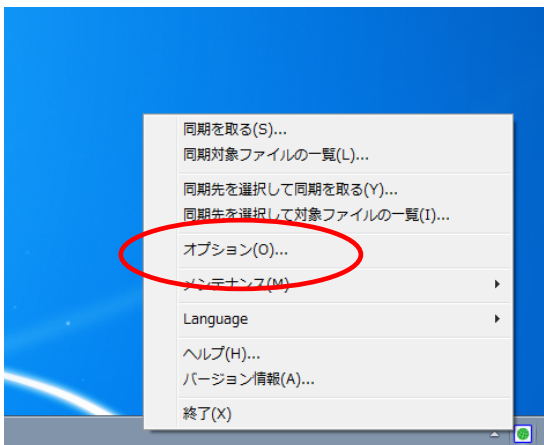 同期を取る(S)...
同期対象ファイルの一覧(L)...
同期先を選択して同期を取る(Y)...
同期先を選択して対象ファイルの一覧(I)...
オプション(O)...
メンテナンス(M)
Language
ヘルプ(H)...
バージョン情報(A)...
終了(X)